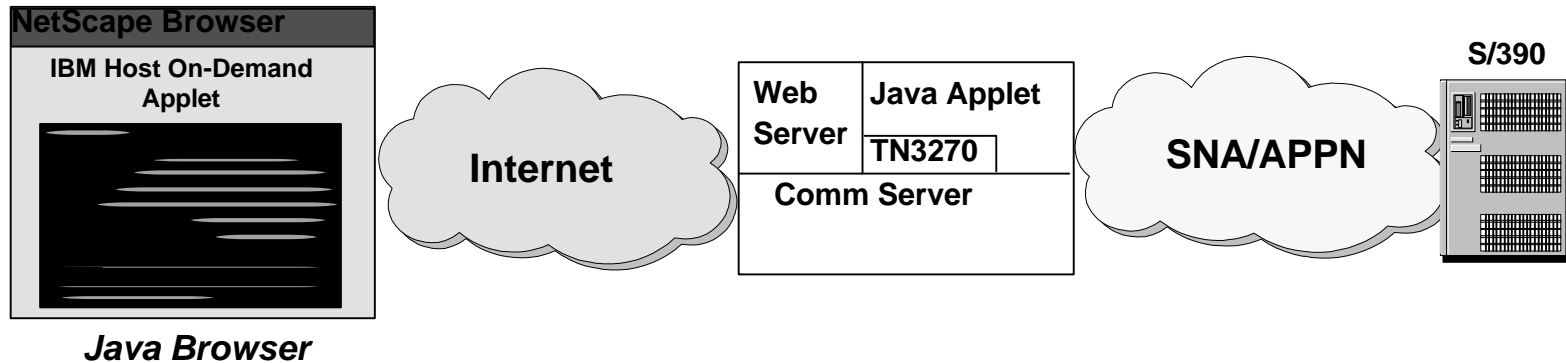 NetScape Browser
IBM Host On-Demand
Applet
Java Browser
Internet
Web
Server
Java Applet
TN3270
Comm Server
SNA/APPN
S/390